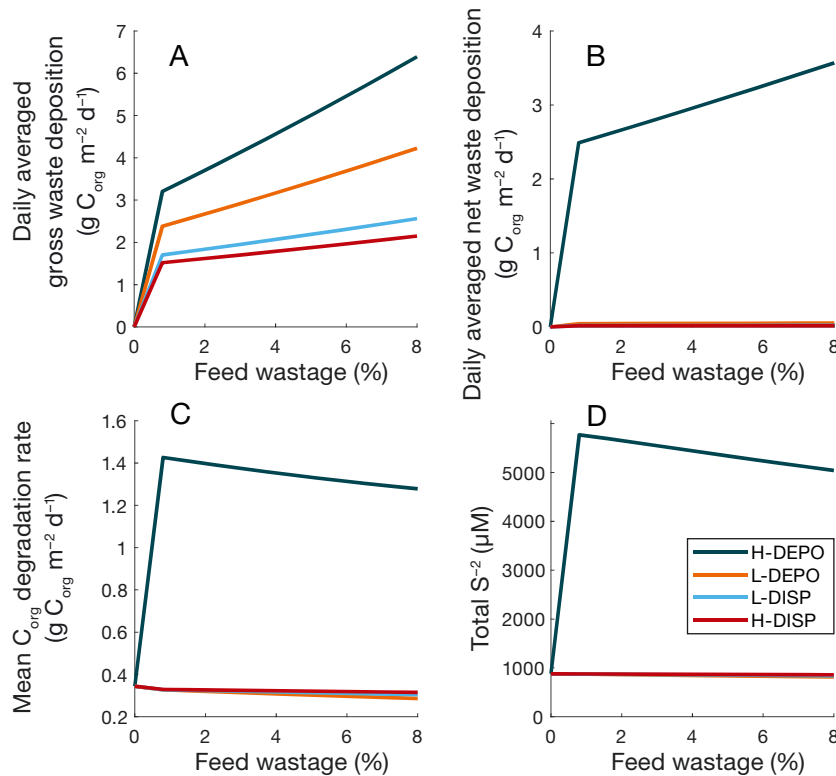 A
Daily averaged
gross waste deposition
(g C_org m⁻² d⁻¹)
7
6
5
4
3
2
1
0
0 2 4 6 8
Feed wastage (%)
B
Daily averaged net waste deposition
(g C_org m⁻² d⁻¹)
4
3
2
1
0
0 2 4 6 8
Feed wastage (%)
C
Mean C_org degradation rate
(g C_org m⁻² d⁻¹)
1.6
1.4
1.2
1
0.8
0.6
0.4
0.2
0 2 4 6 8
Feed wastage (%)
D
Total S⁻² (µM)
5000
4000
3000
2000
1000
0
H-DEPO
L-DEPO
L-DISP
H-DISP
0 2 4 6 8
Feed wastage (%)